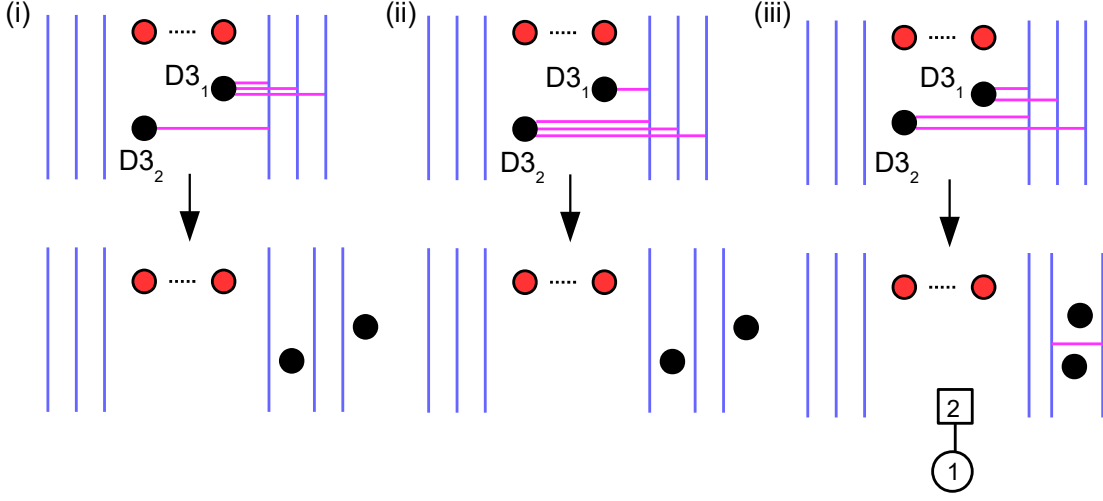 (i)
(ii)
(iii)
D3₁
D3₁
D3₁
D3₂
D3₂
D3₂
2
1